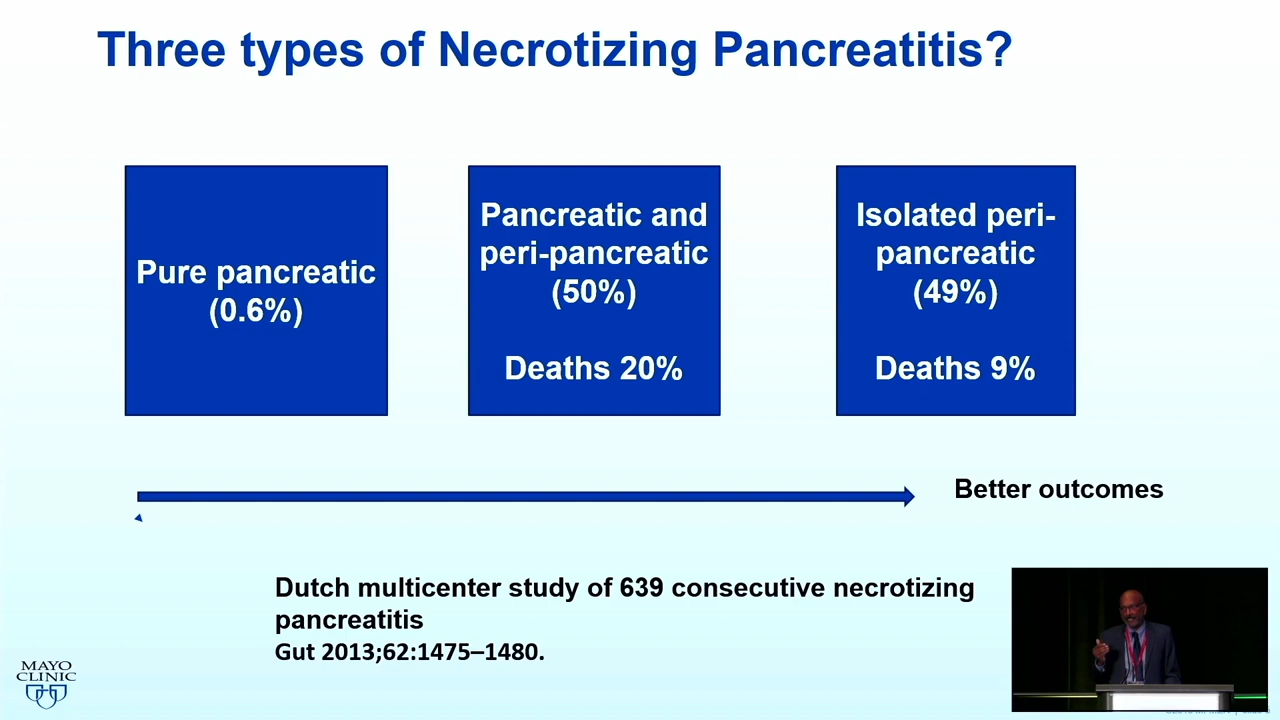 Three types of Necrotizing Pancreatitis?
Pure pancreatic
(0.6%)
Pancreatic and
peri-pancreatic
(50%)
Deaths 20%
Isolated peri-
pancreatic
(49%)
Deaths 9%
Better outcomes
Dutch multicenter study of 639 consecutive necrotizing
pancreatitis
Gut 2013;62:1475–1480.
MAYO
CLINIC